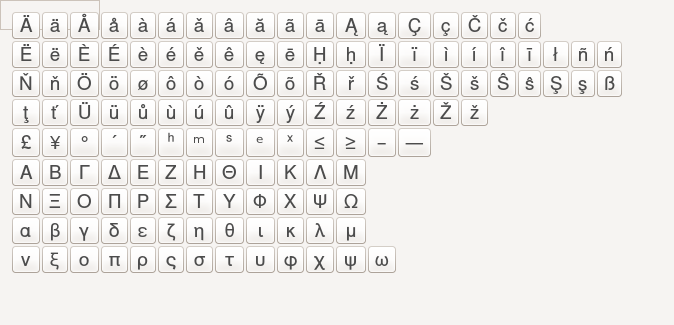 Ä ä Å å à á ǎ â ă ã ā Ą ą Ç ç Č č ć
Ë ë È É è é ě ê ę ē Ḥ ḥ Ï ï ì í î ī ł ñ ń
Ň ň Ö ö ø ô ò ó Õ õ Ř ř Ś ś Š š Ŝ ŝ Ş ş ß
ţ ť Ü ü ů ù ú û ÿ ý Ź ź Ż ż Ž ž
£ ¥ ° ´ ˝ ʰ ᵐ ˢ ᵉ ˣ ≤ ≥ – —
Α Β Γ Δ Ε Ζ Η Θ Ι Κ Λ Μ
Ν Ξ Ο Π Ρ Σ Τ Υ Φ Χ Ψ Ω
α β γ δ ε ζ η θ ι κ λ μ
ν ξ ο π ρ ς σ τ υ φ χ ψ ω